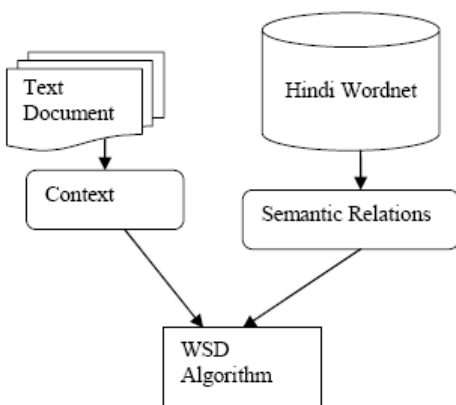 Text
Document
Hindi Wordnet
Context
Semantic Relations
WSD
Algorithm